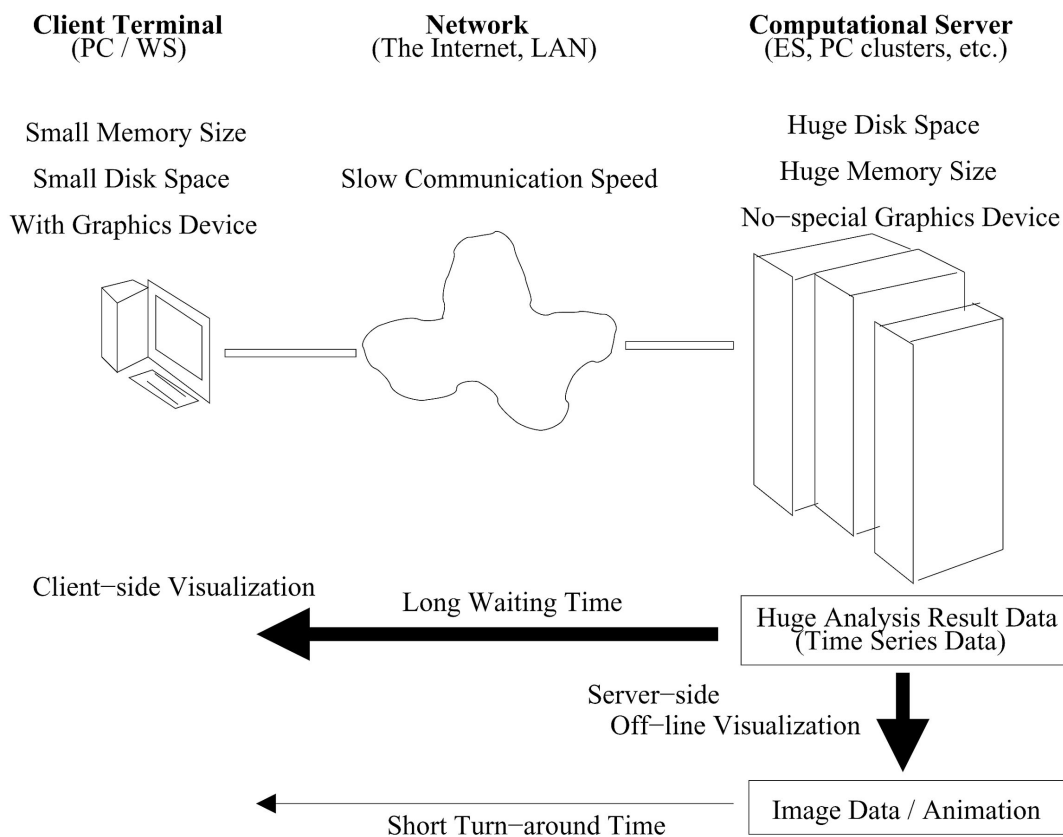 Client Terminal
(PC / WS)
Network
(The Internet, LAN)
Computational Server
(ES, PC clusters, etc.)
Small Memory Size
Small Disk Space
With Graphics Device
Slow Communication Speed
Huge Disk Space
Huge Memory Size
No−special Graphics Device
Client−side Visualization
Long Waiting Time
Huge Analysis Result Data
(Time Series Data)
Server−side
Off−line Visualization
Short Turn−around Time
Image Data / Animation